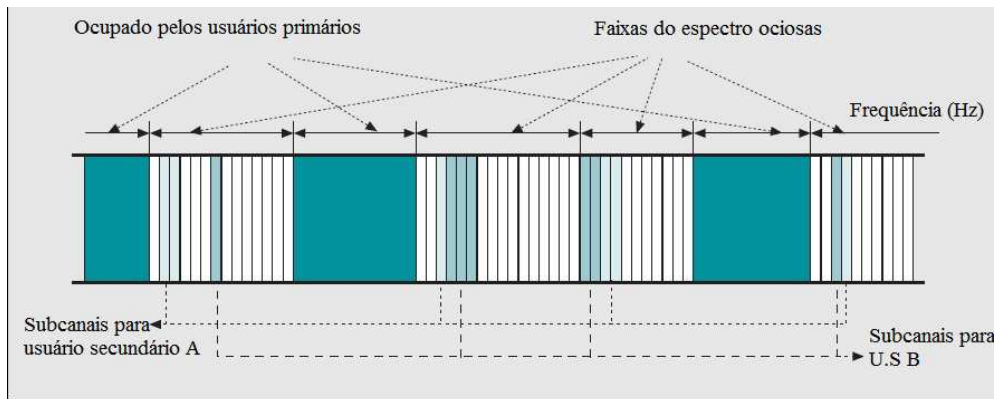 Ocupado pelos usuários primários
Faixas do espectro ociosas
Frequência (Hz)
Subcanais para
usuário secundário A
Subcanais para
U.S B